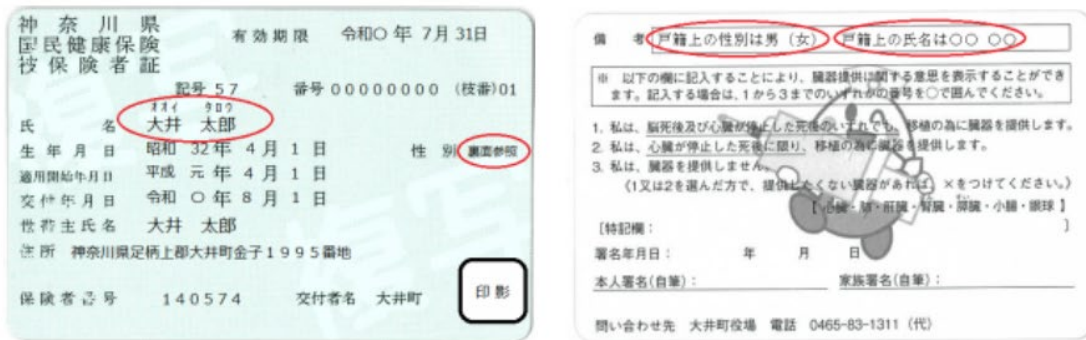 神奈川県
国民健康保険
被保険者証
有効期限 令和〇年 7月 31日
記号 57 番号 00000000 (枝番)01
オオイ タロウ
氏名 大井 太郎
生年月日 昭和 32年 4月 1日 性別 裏面参照
適用開始年月日 平成 元年 4月 1日
交付年月日 令和 〇年 8月 1日
世帯主氏名 大井 太郎
住所 神奈川県足柄上郡大井町金子1995番地
保険者番号 140574 交付者名 大井町
印影
複写
備考 戸籍上の性別は男(女) 戸籍上の氏名は〇〇 〇〇
※ 以下の欄に記入することにより、臓器提供に関する意思を表示することができ
ます。記入する場合は、1から3までのいずれかの番号を〇で囲んでください。
1. 私は、脳死後及び心臓が停止した死後のいずれでも、移植の為に臓器を提供します。
2. 私は、心臓が停止した死後に限り、移植の為に臓器を提供します。
3. 私は、臓器を提供しません。
《1又は2を選んだ方で、提供したくない臓器があれば、×をつけてください。》
【 心臓・肺・肝臓・腎臓・膵臓・小腸・眼球 】
[特記欄: ]
署名年月日: 年 月 日
本人署名(自筆): 家族署名(自筆):
問い合わせ先 大井町役場 電話 0465-83-1311 (代)